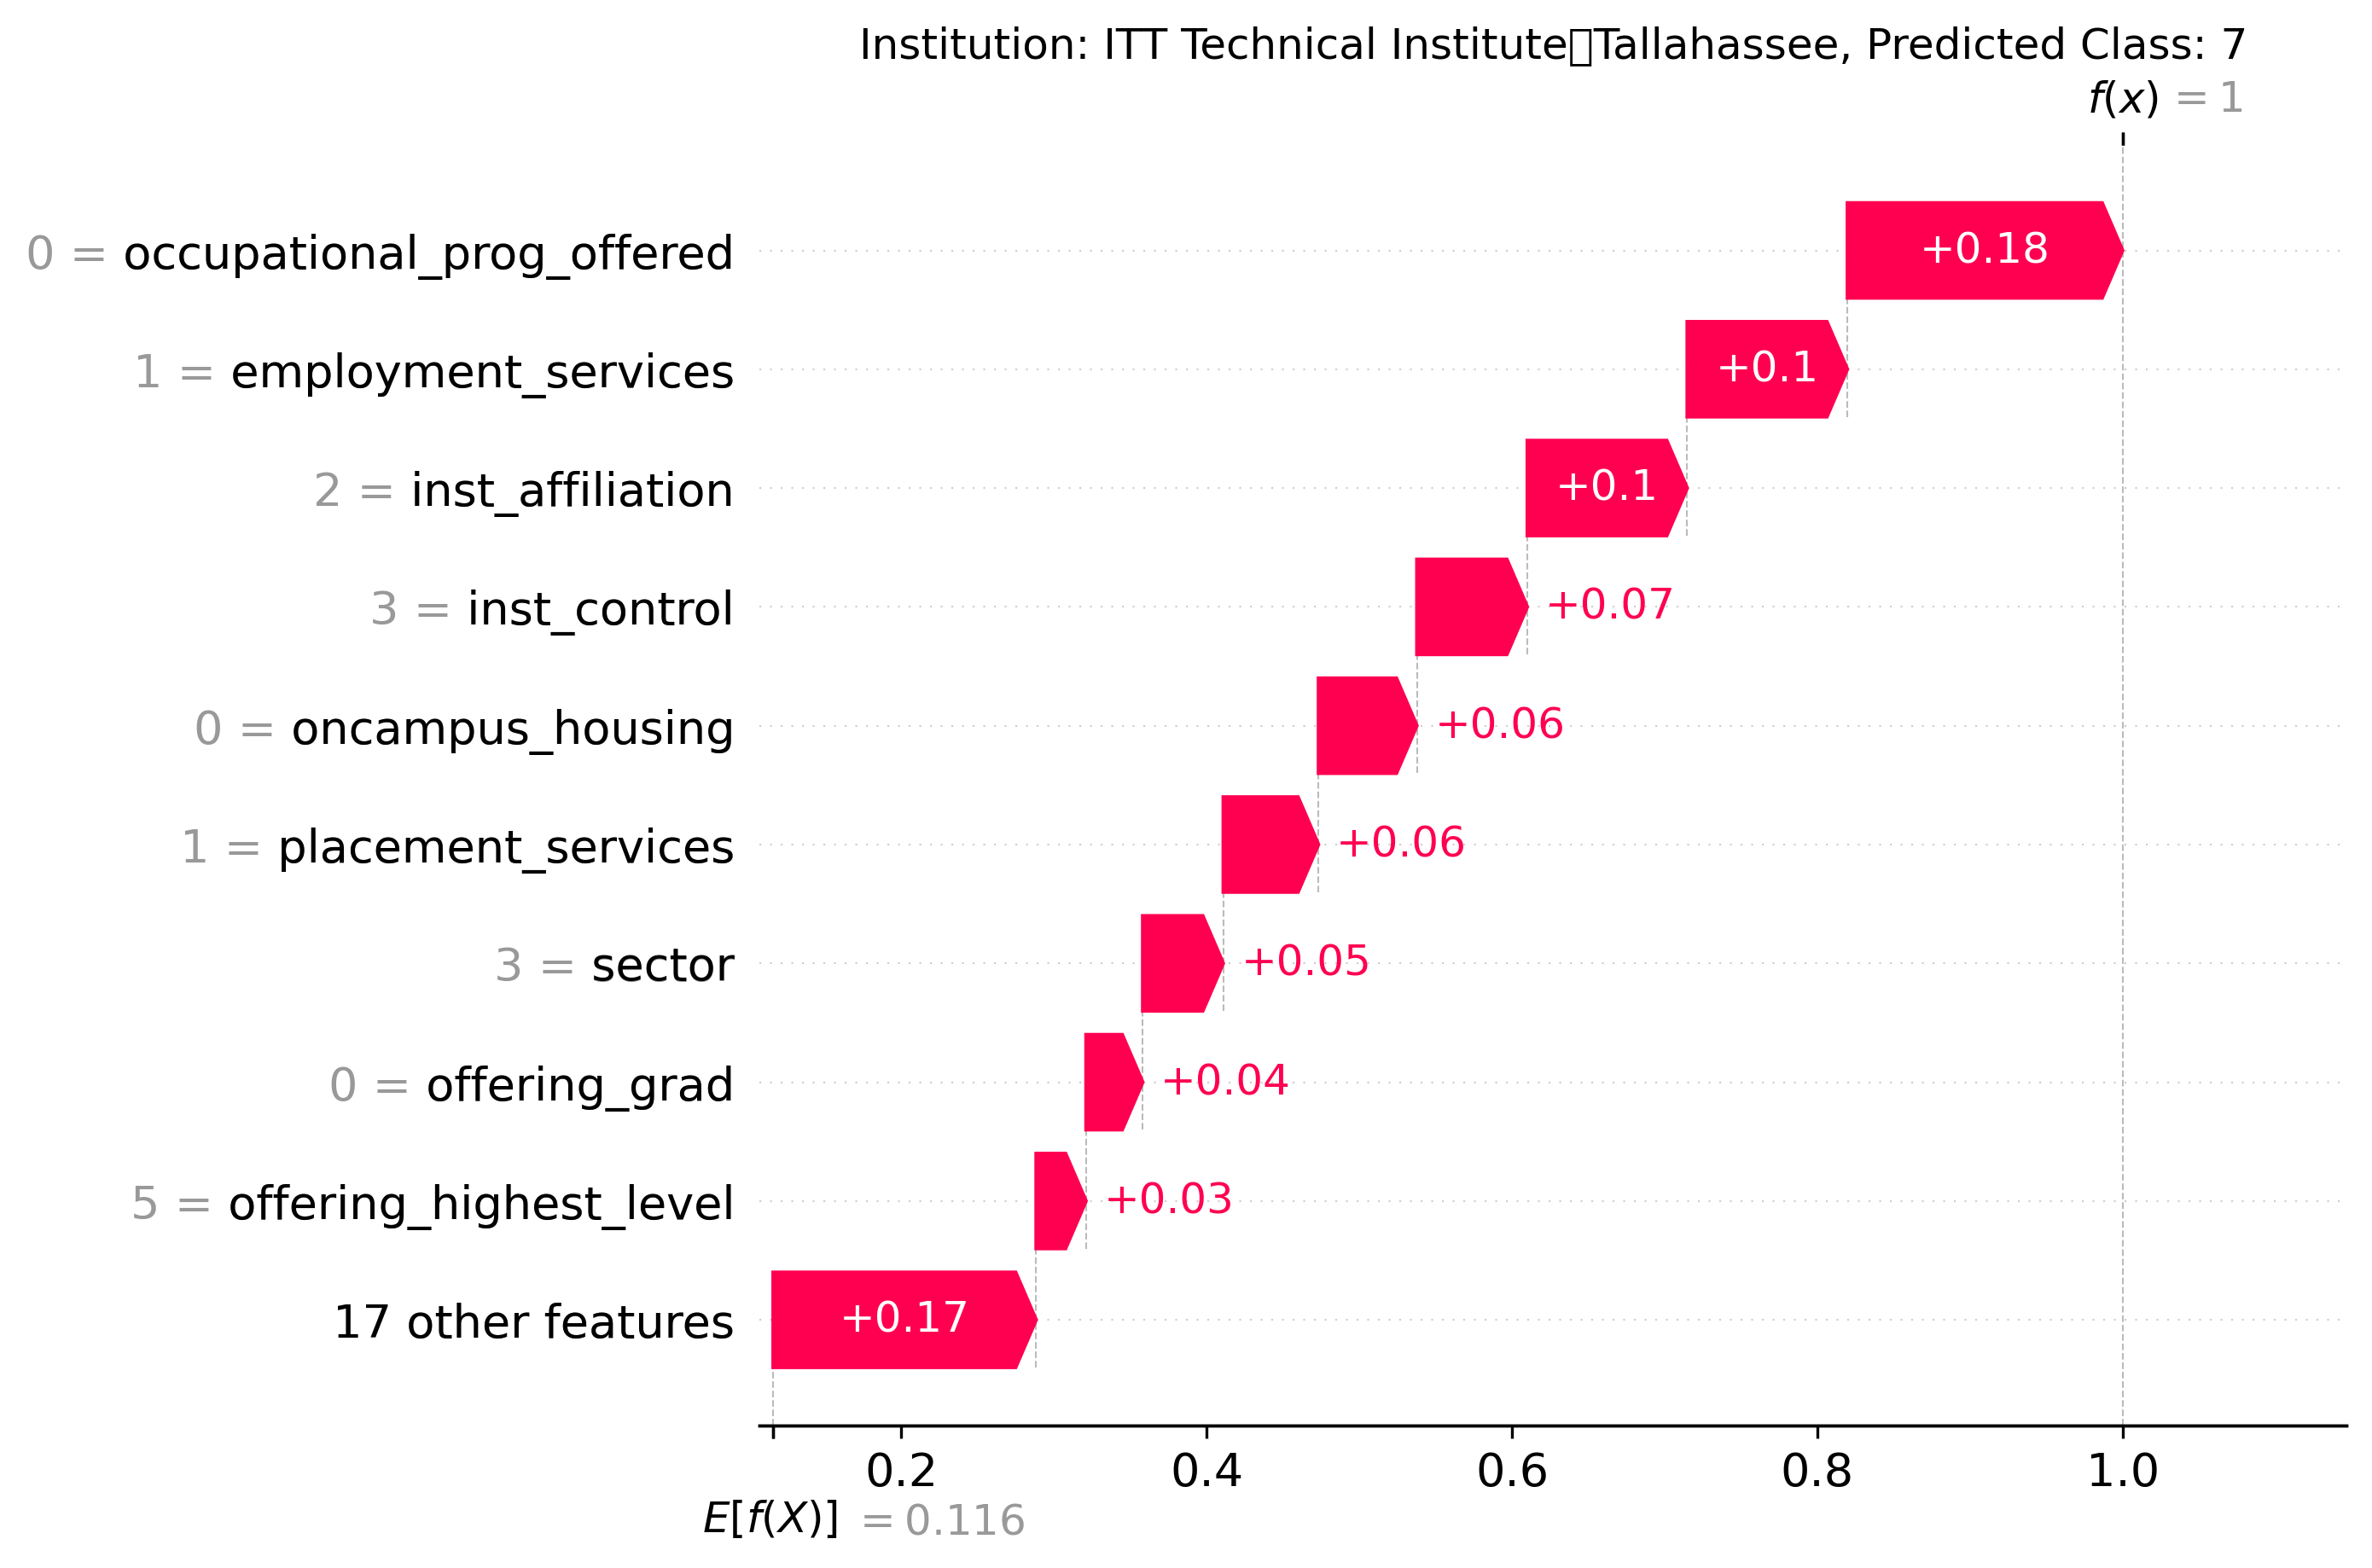 Institution: ITT Technical Institute▯Tallahassee, Predicted Class: 7
f(x) = 1
0 = occupational_prog_offered +0.18
1 = employment_services +0.1
2 = inst_affiliation +0.1
3 = inst_control +0.07
0 = oncampus_housing +0.06
1 = placement_services +0.06
3 = sector +0.05
0 = offering_grad +0.04
5 = offering_highest_level +0.03
17 other features +0.17
0.2 0.4 0.6 0.8 1.0
E[f(X)] = 0.116